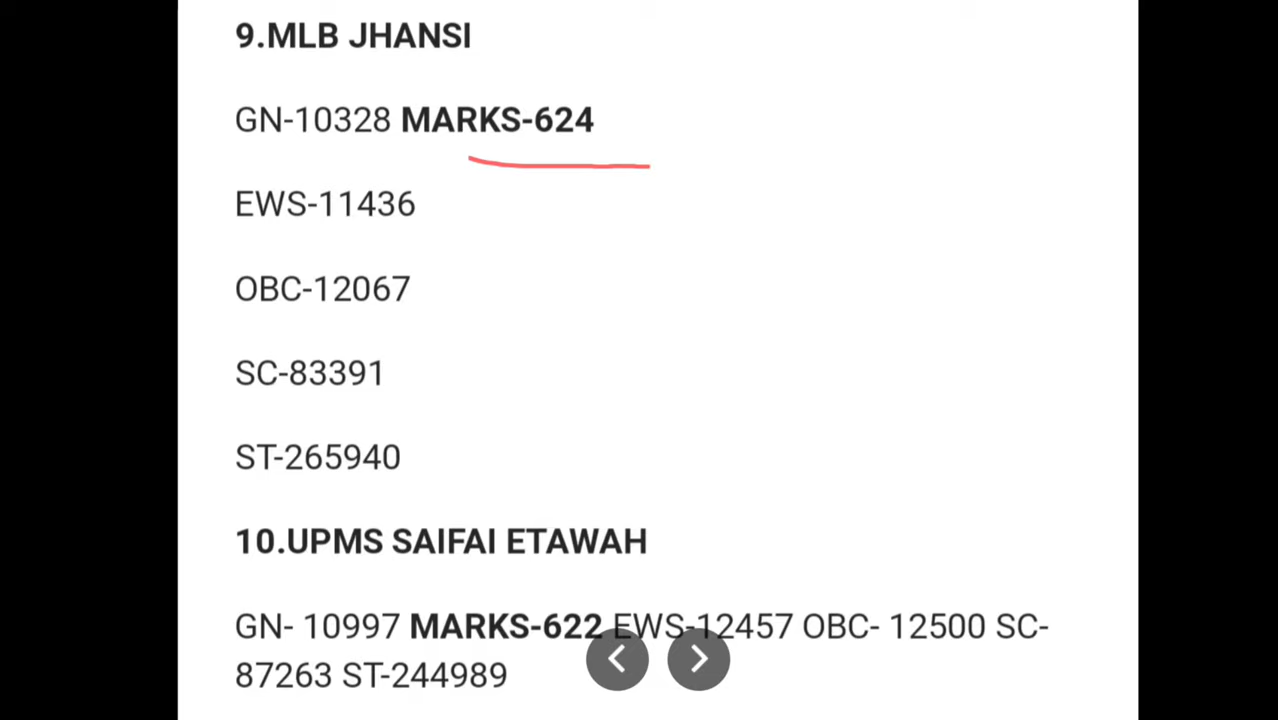 9.MLB JHANSI
GN-10328 MARKS-624
EWS-11436
OBC-12067
SC-83391
ST-265940
10.UPMS SAIFAI ETAWAH
GN- 10997 MARKS-622 EWS-12457 OBC- 12500 SC-
87263 ST-244989